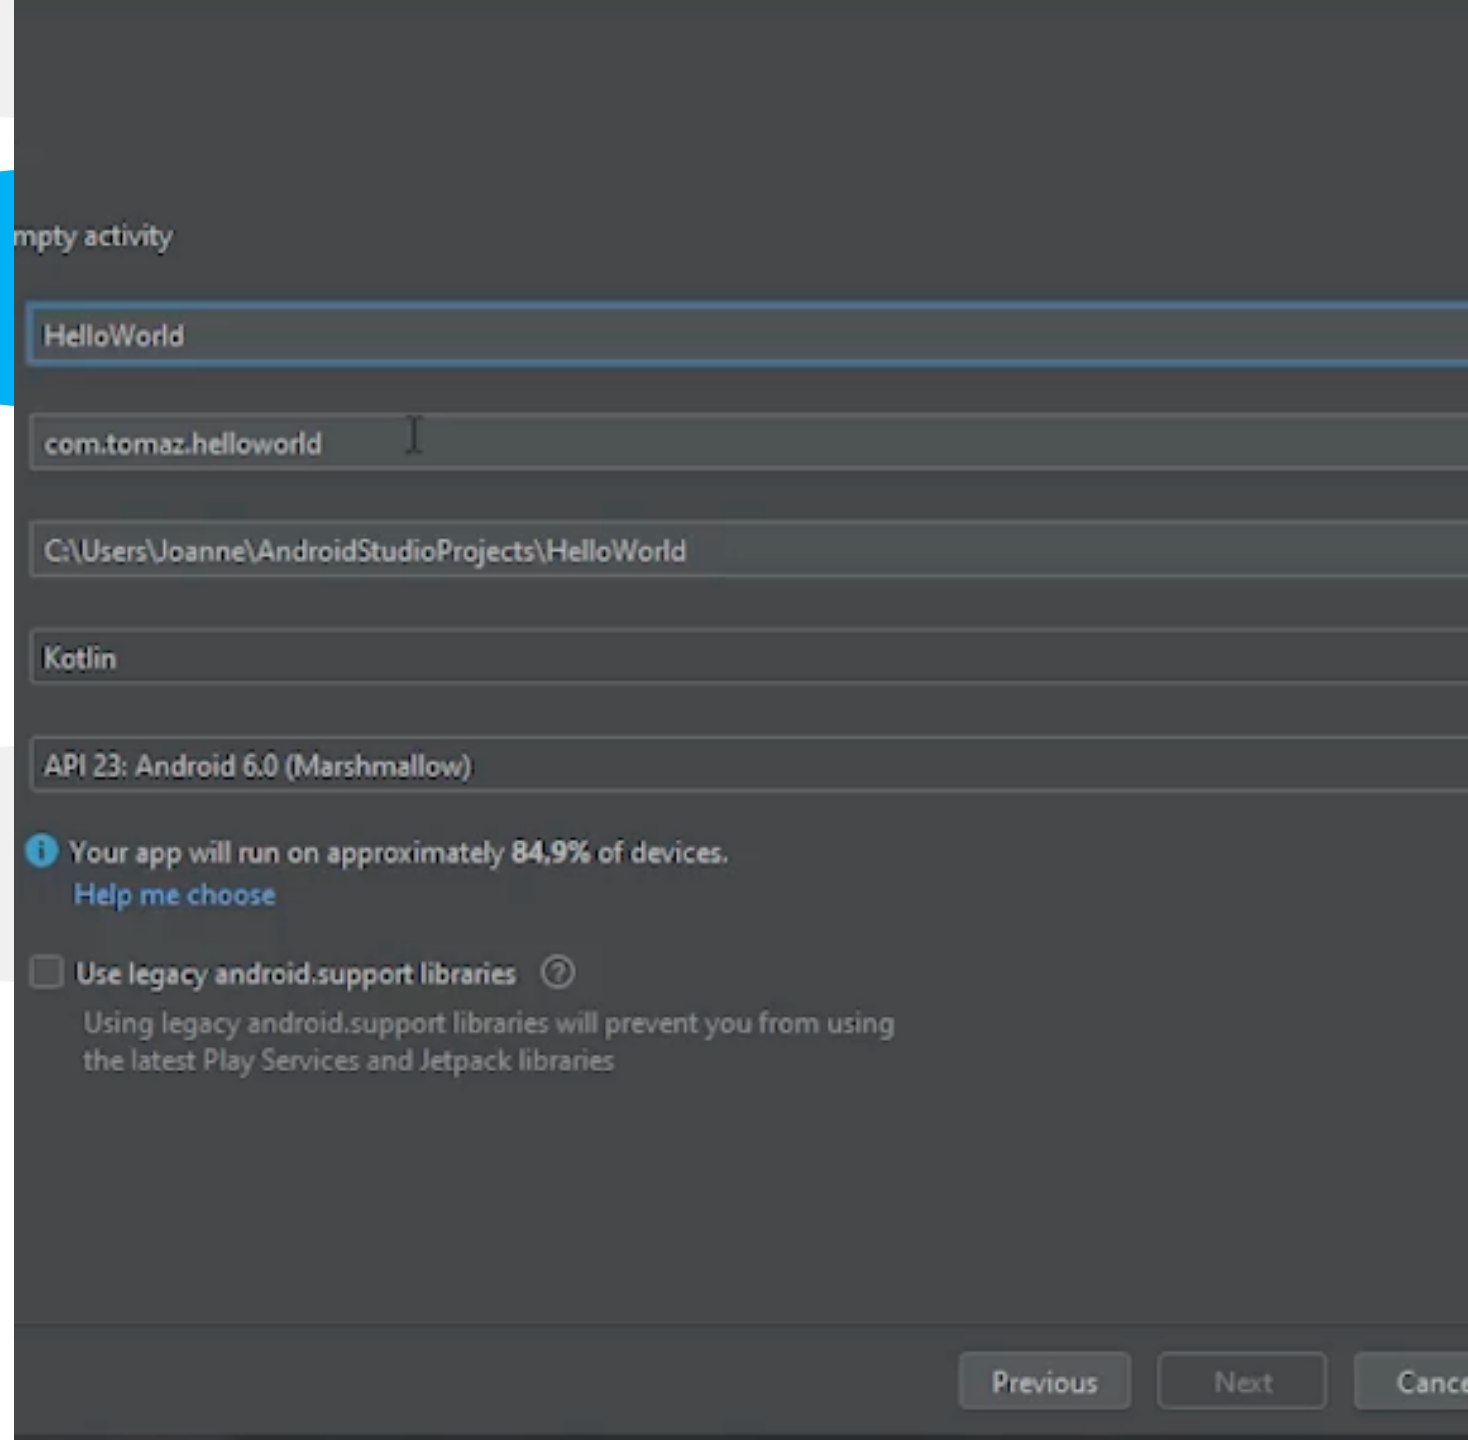 mpty activity
HelloWorld
com.tomaz.helloworld
C:\Users\Joanne\AndroidStudioProjects\HelloWorld
Kotlin
API 23: Android 6.0 (Marshmallow)
i Your app will run on approximately 84,9% of devices.
Help me choose
Use legacy android.support libraries ?
Using legacy android.support libraries will prevent you from using
the latest Play Services and Jetpack libraries
Previous Next Cance